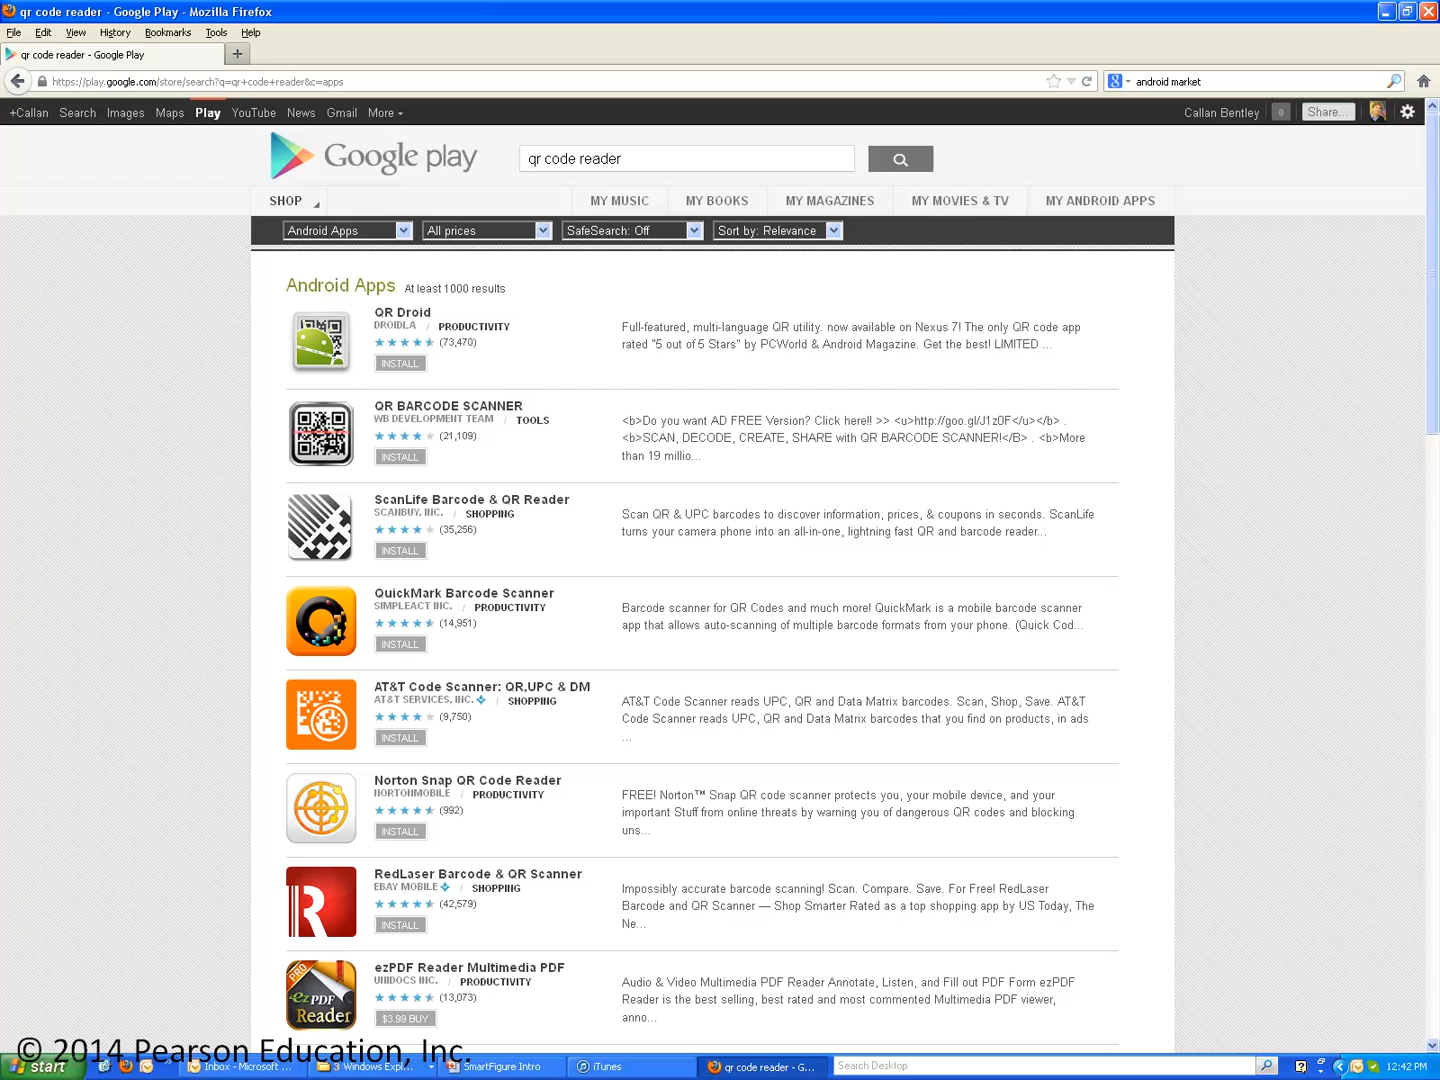 qr code reader - Google Play - Mozilla Firefox
File Edit View History Bookmarks Tools Help
qr code reader - Google Play
https://play.google.com/store/search?q=qr+code+reader&c=apps
android market
+Callan Search Images Maps Play YouTube News Gmail More
Callan Bentley 0 Share...
Google play
qr code reader
SHOP MY MUSIC MY BOOKS MY MAGAZINES MY MOVIES & TV MY ANDROID APPS
Android Apps All prices SafeSearch: Off Sort by: Relevance
Android Apps At least 1000 results
QR Droid
DROIDLA / PRODUCTIVITY
(73,470)
INSTALL
Full-featured, multi-language QR utility. now available on Nexus 7! The only QR code app
rated "5 out of 5 Stars" by PCWorld & Android Magazine. Get the best! LIMITED ...
QR BARCODE SCANNER
WB DEVELOPMENT TEAM / TOOLS
(21,109)
INSTALL
<b>Do you want AD FREE Version? Click here!! >> <u>http://goo.gl/J1z0F</u></b> .
<b>SCAN, DECODE, CREATE, SHARE with QR BARCODE SCANNER!</B> . <b>More
than 19 millio...
ScanLife Barcode & QR Reader
SCANBUY, INC. / SHOPPING
(35,256)
INSTALL
Scan QR & UPC barcodes to discover information, prices, & coupons in seconds. ScanLife
turns your camera phone into an all-in-one, lightning fast QR and barcode reader...
QuickMark Barcode Scanner
SIMPLEACT INC. / PRODUCTIVITY
(14,951)
INSTALL
Barcode scanner for QR Codes and much more! QuickMark is a mobile barcode scanner
app that allows auto-scanning of multiple barcode formats from your phone. (Quick Cod...
AT&T Code Scanner: QR,UPC & DM
AT&T SERVICES, INC. / SHOPPING
(9,750)
INSTALL
AT&T Code Scanner reads UPC, QR and Data Matrix barcodes. Scan, Shop, Save. AT&T
Code Scanner reads UPC, QR and Data Matrix barcodes that you find on products, in ads
...
Norton Snap QR Code Reader
NORTONMOBILE / PRODUCTIVITY
(992)
INSTALL
FREE! Norton™ Snap QR code scanner protects you, your mobile device, and your
important Stuff from online threats by warning you of dangerous QR codes and blocking
uns...
RedLaser Barcode & QR Scanner
EBAY MOBILE / SHOPPING
(42,579)
INSTALL
Impossibly accurate barcode scanning! Scan. Compare. Save. For Free! RedLaser
Barcode and QR Scanner — Shop Smarter Rated as a top shopping app by US Today, The
Ne...
PRO
ezPDF
Reader
ezPDF Reader Multimedia PDF
UNIDOCS INC. / PRODUCTIVITY
(13,073)
$3.99 BUY
Audio & Video Multimedia PDF Reader Annotate, Listen, and Fill out PDF Form ezPDF
Reader is the best selling, best rated and most commented Multimedia PDF viewer,
anno...
© 2014 Pearson Education, Inc.
start Inbox - Microsoft ... 3 Windows Expl... SmartFigure Intro iTunes qr code reader - G... Search Desktop 12:42 PM